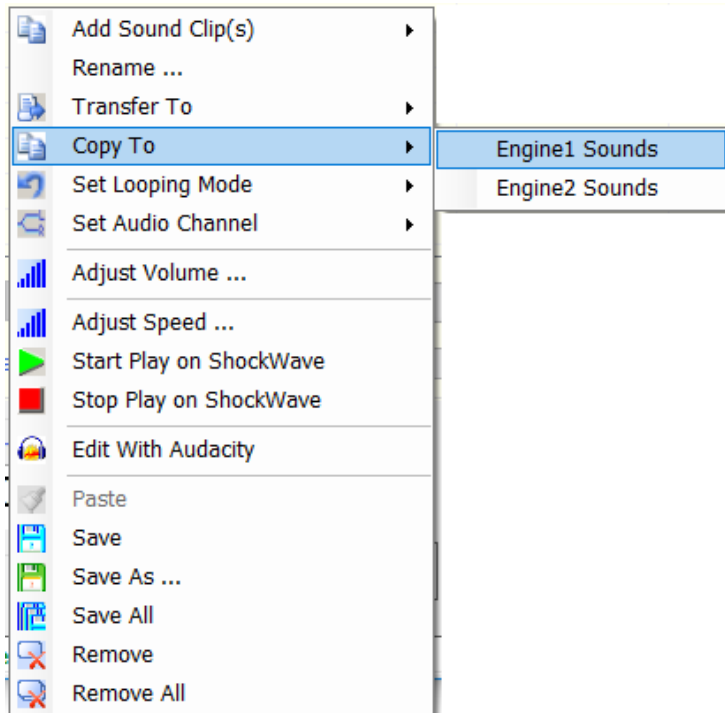 Add Sound Clip(s)
Rename ...
Transfer To
Copy To
Engine1 Sounds
Engine2 Sounds
Set Looping Mode
Set Audio Channel
Adjust Volume ...
Adjust Speed ...
Start Play on ShockWave
Stop Play on ShockWave
Edit With Audacity
Paste
Save
Save As ...
Save All
Remove
Remove All